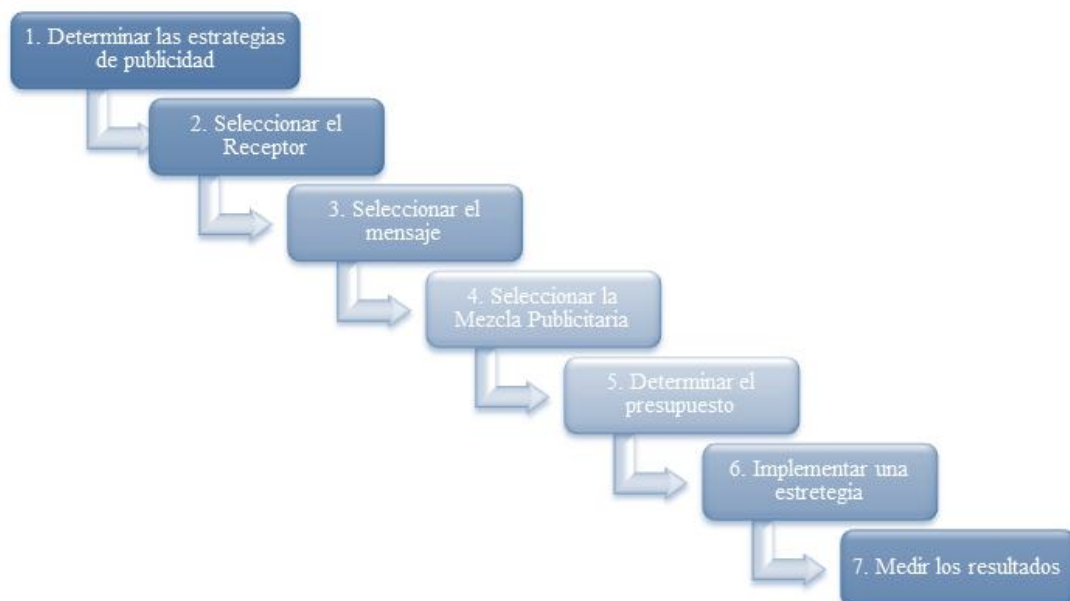 1. Determinar las estrategias
de publicidad
2. Seleccionar el
Receptor
3. Seleccionar el
mensaje
4. Seleccionar la
Mezcla Publicitaria
5. Determinar el
presupuesto
6. Implementar una
estretegia
7. Medir los resultados